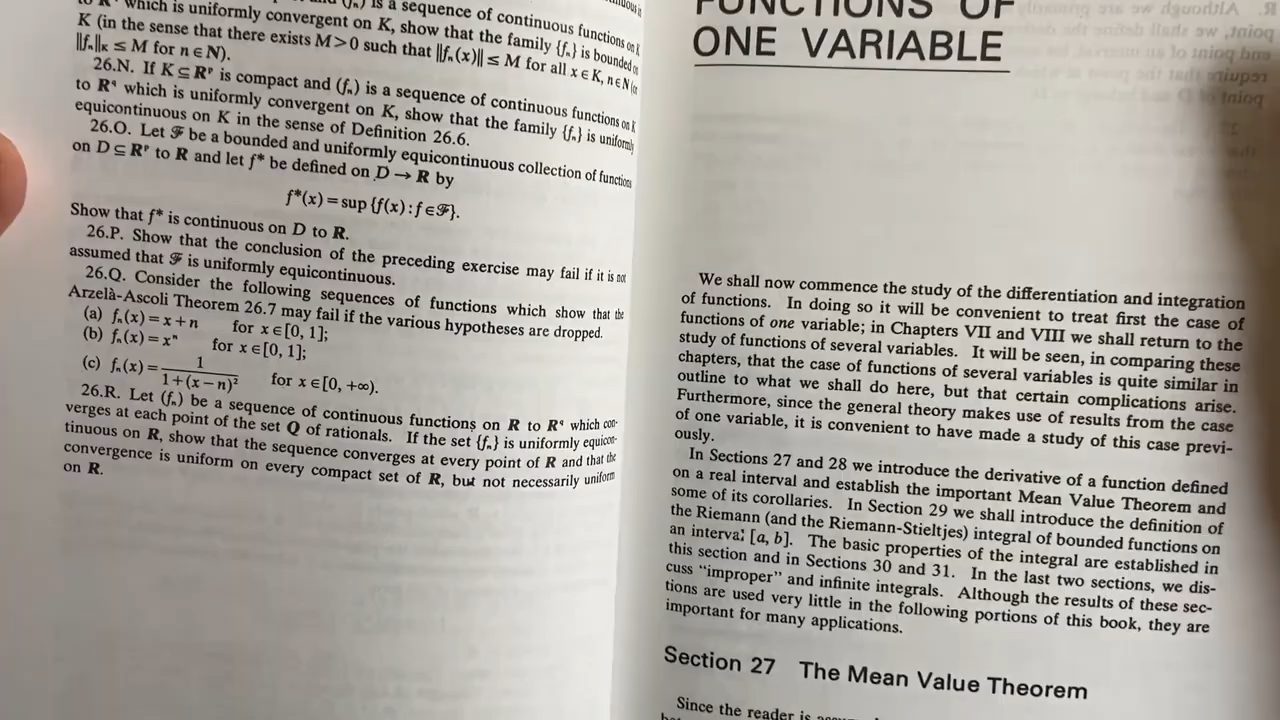 to R^q which is uniformly convergent on K, show that the family {fₙ} is bounded on
K (in the sense that there exists M>0 such that ‖fₙ(x)‖ ≤ M for all x ∈ K, n ∈ N (or
‖fₙ‖_K ≤ M for n ∈ N).
26.N. If K ⊆ R^p is compact and (fₙ) is a sequence of continuous functions on K
to R^q which is uniformly convergent on K, show that the family {fₙ} is uniformly
equicontinuous on K in the sense of Definition 26.6.
26.O. Let ℱ be a bounded and uniformly equicontinuous collection of functions
on D ⊆ R^p to R and let f* be defined on D → R by
f*(x) = sup {f(x) : f ∈ ℱ}.
Show that f* is continuous on D to R.
26.P. Show that the conclusion of the preceding exercise may fail if it is not
assumed that ℱ is uniformly equicontinuous.
26.Q. Consider the following sequences of functions which show that the
Arzelà-Ascoli Theorem 26.7 may fail if the various hypotheses are dropped.
(a) fₙ(x) = x + n for x ∈ [0, 1];
(b) fₙ(x) = xⁿ for x ∈ [0, 1];
(c) fₙ(x) = 1/(1+(x−n)²) for x ∈ [0, +∞).
26.R. Let (fₙ) be a sequence of continuous functions on R to R^q which con-
verges at each point of the set Q of rationals. If the set {fₙ} is uniformly equicon-
tinuous on R, show that the sequence converges at every point of R and that the
convergence is uniform on every compact set of R, but not necessarily uniform
on R.
FUNCTIONS OF
ONE VARIABLE
We shall now commence the study of the differentiation and integration
of functions. In doing so it will be convenient to treat first the case of
functions of one variable; in Chapters VII and VIII we shall return to the
study of functions of several variables. It will be seen, in comparing these
chapters, that the case of functions of several variables is quite similar in
outline to what we shall do here, but that certain complications arise.
Furthermore, since the general theory makes use of results from the case
of one variable, it is convenient to have made a study of this case previ-
ously.
In Sections 27 and 28 we introduce the derivative of a function defined
on a real interval and establish the important Mean Value Theorem and
some of its corollaries. In Section 29 we shall introduce the definition of
the Riemann (and the Riemann-Stieltjes) integral of bounded functions on
an interval [a, b]. The basic properties of the integral are established in
this section and in Sections 30 and 31. In the last two sections, we dis-
cuss “improper” and infinite integrals. Although the results of these sec-
tions are used very little in the following portions of this book, they are
important for many applications.
Section 27 The Mean Value Theorem
Since the reader is